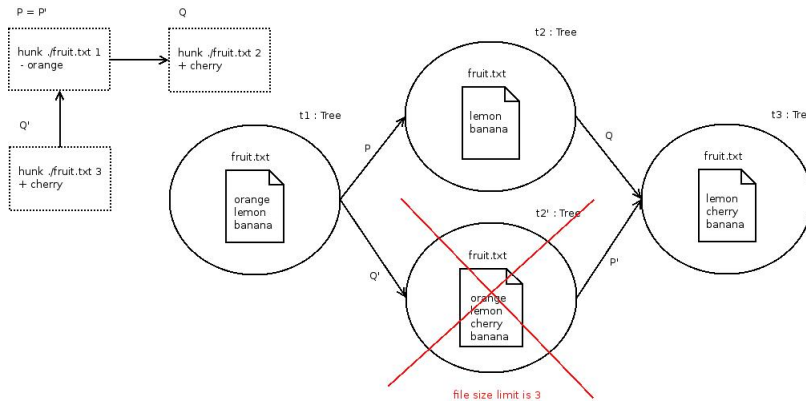 P = P'
Q
hunk ./fruit.txt 1
- orange
hunk ./fruit.txt 2
+ cherry
Q'
hunk ./fruit.txt 3
+ cherry
t1 : Tree
fruit.txt
orange
lemon
banana
P
Q'
t2 : Tree
fruit.txt
lemon
banana
Q
t2' : Tree
fruit.txt
orange
lemon
cherry
banana
P'
file size limit is 3
t3 : Tree
fruit.txt
lemon
cherry
banana